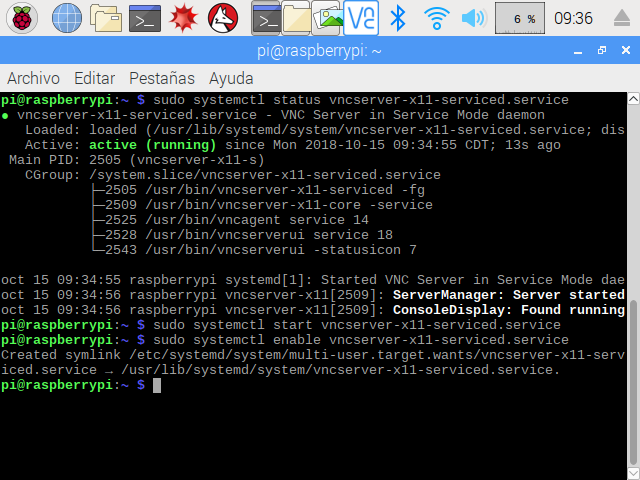 VC
6 %
09:36
pi@raspberrypi: ~
Archivo Editar Pestañas Ayuda
pi@raspberrypi:~ $ sudo systemctl status vncserver-x11-serviced.service
● vncserver-x11-serviced.service - VNC Server in Service Mode daemon
Loaded: loaded (/usr/lib/systemd/system/vncserver-x11-serviced.service; dis
Active: active (running) since Mon 2018-10-15 09:34:55 CDT; 13s ago
Main PID: 2505 (vncserver-x11-s)
CGroup: /system.slice/vncserver-x11-serviced.service
├─2505 /usr/bin/vncserver-x11-serviced -fg
├─2509 /usr/bin/vncserver-x11-core -service
├─2525 /usr/bin/vncagent service 14
├─2528 /usr/bin/vncserverui service 18
└─2543 /usr/bin/vncserverui -statusicon 7
oct 15 09:34:55 raspberrypi systemd[1]: Started VNC Server in Service Mode dae
oct 15 09:34:56 raspberrypi vncserver-x11[2509]: ServerManager: Server started
oct 15 09:34:56 raspberrypi vncserver-x11[2509]: ConsoleDisplay: Found running
pi@raspberrypi:~ $ sudo systemctl start vncserver-x11-serviced.service
pi@raspberrypi:~ $ sudo systemctl enable vncserver-x11-serviced.service
Created symlink /etc/systemd/system/multi-user.target.wants/vncserver-x11-serv
iced.service → /usr/lib/systemd/system/vncserver-x11-serviced.service.
pi@raspberrypi:~ $